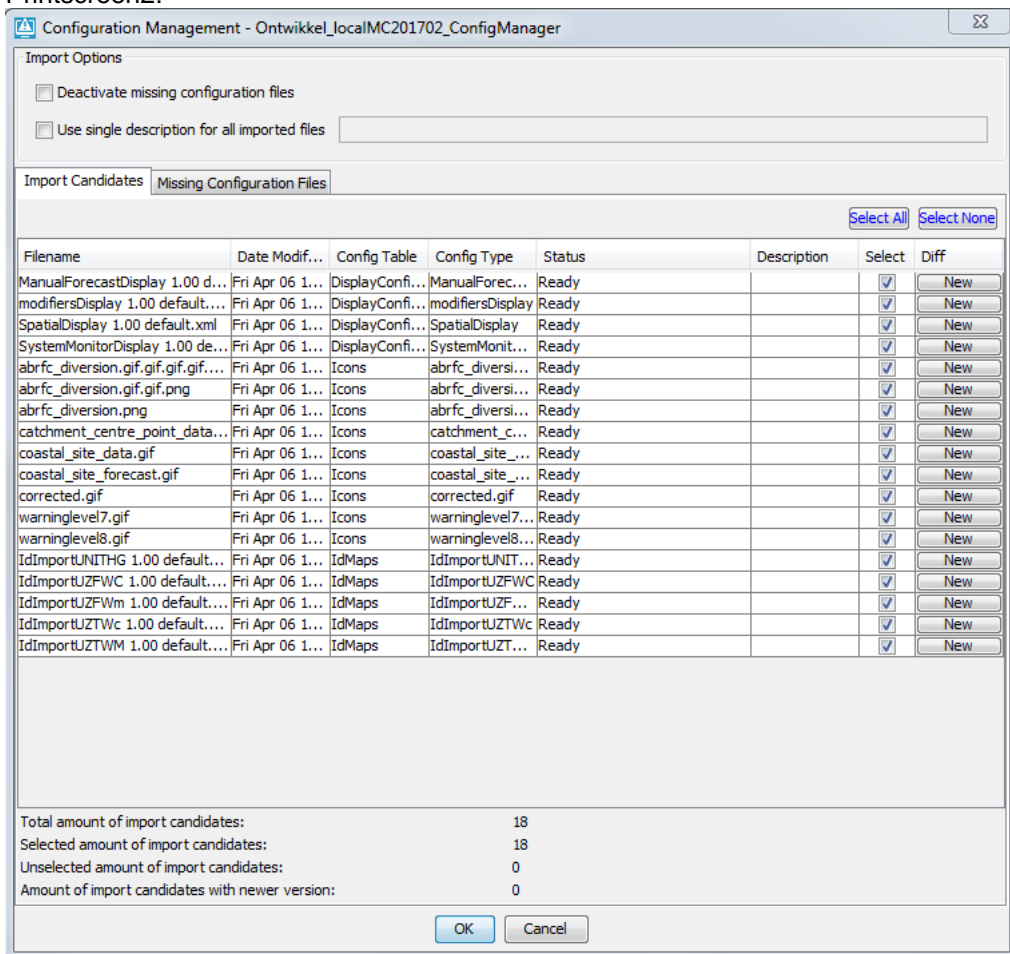 Printscreen2:
Configuration Management - Ontwikkel_localMC201702_ConfigManager
Import Options
Deactivate missing configuration files
Use single description for all imported files
Import Candidates Missing Configuration Files
Select All Select None
Filename Date Modif... Config Table Config Type Status Description Select Diff
ManualForecastDisplay 1.00 d... Fri Apr 06 1... DisplayConfi... ManualForec... Ready New
modifiersDisplay 1.00 default.... Fri Apr 06 1... DisplayConfi... modifiersDisplay Ready New
SpatialDisplay 1.00 default.xml Fri Apr 06 1... DisplayConfi... SpatialDisplay Ready New
SystemMonitorDisplay 1.00 de... Fri Apr 06 1... DisplayConfi... SystemMonit... Ready New
abrfc_diversion.gif.gif.gif.gif.... Fri Apr 06 1... Icons abrfc_diversi... Ready New
abrfc_diversion.gif.gif.png Fri Apr 06 1... Icons abrfc_diversi... Ready New
abrfc_diversion.png Fri Apr 06 1... Icons abrfc_diversi... Ready New
catchment_centre_point_data... Fri Apr 06 1... Icons catchment_c... Ready New
coastal_site_data.gif Fri Apr 06 1... Icons coastal_site_... Ready New
coastal_site_forecast.gif Fri Apr 06 1... Icons coastal_site_... Ready New
corrected.gif Fri Apr 06 1... Icons corrected.gif Ready New
warninglevel7.gif Fri Apr 06 1... Icons warninglevel7... Ready New
warninglevel8.gif Fri Apr 06 1... Icons warninglevel8... Ready New
IdImportUNITHG 1.00 default... Fri Apr 06 1... IdMaps IdImportUNIT... Ready New
IdImportUZFWC 1.00 default.... Fri Apr 06 1... IdMaps IdImportUZFWC Ready New
IdImportUZFWm 1.00 default.... Fri Apr 06 1... IdMaps IdImportUZF... Ready New
IdImportUZTWc 1.00 default.... Fri Apr 06 1... IdMaps IdImportUZTWc Ready New
IdImportUZTWM 1.00 default.... Fri Apr 06 1... IdMaps IdImportUZT... Ready New
Total amount of import candidates: 18
Selected amount of import candidates: 18
Unselected amount of import candidates: 0
Amount of import candidates with newer version: 0
OK Cancel